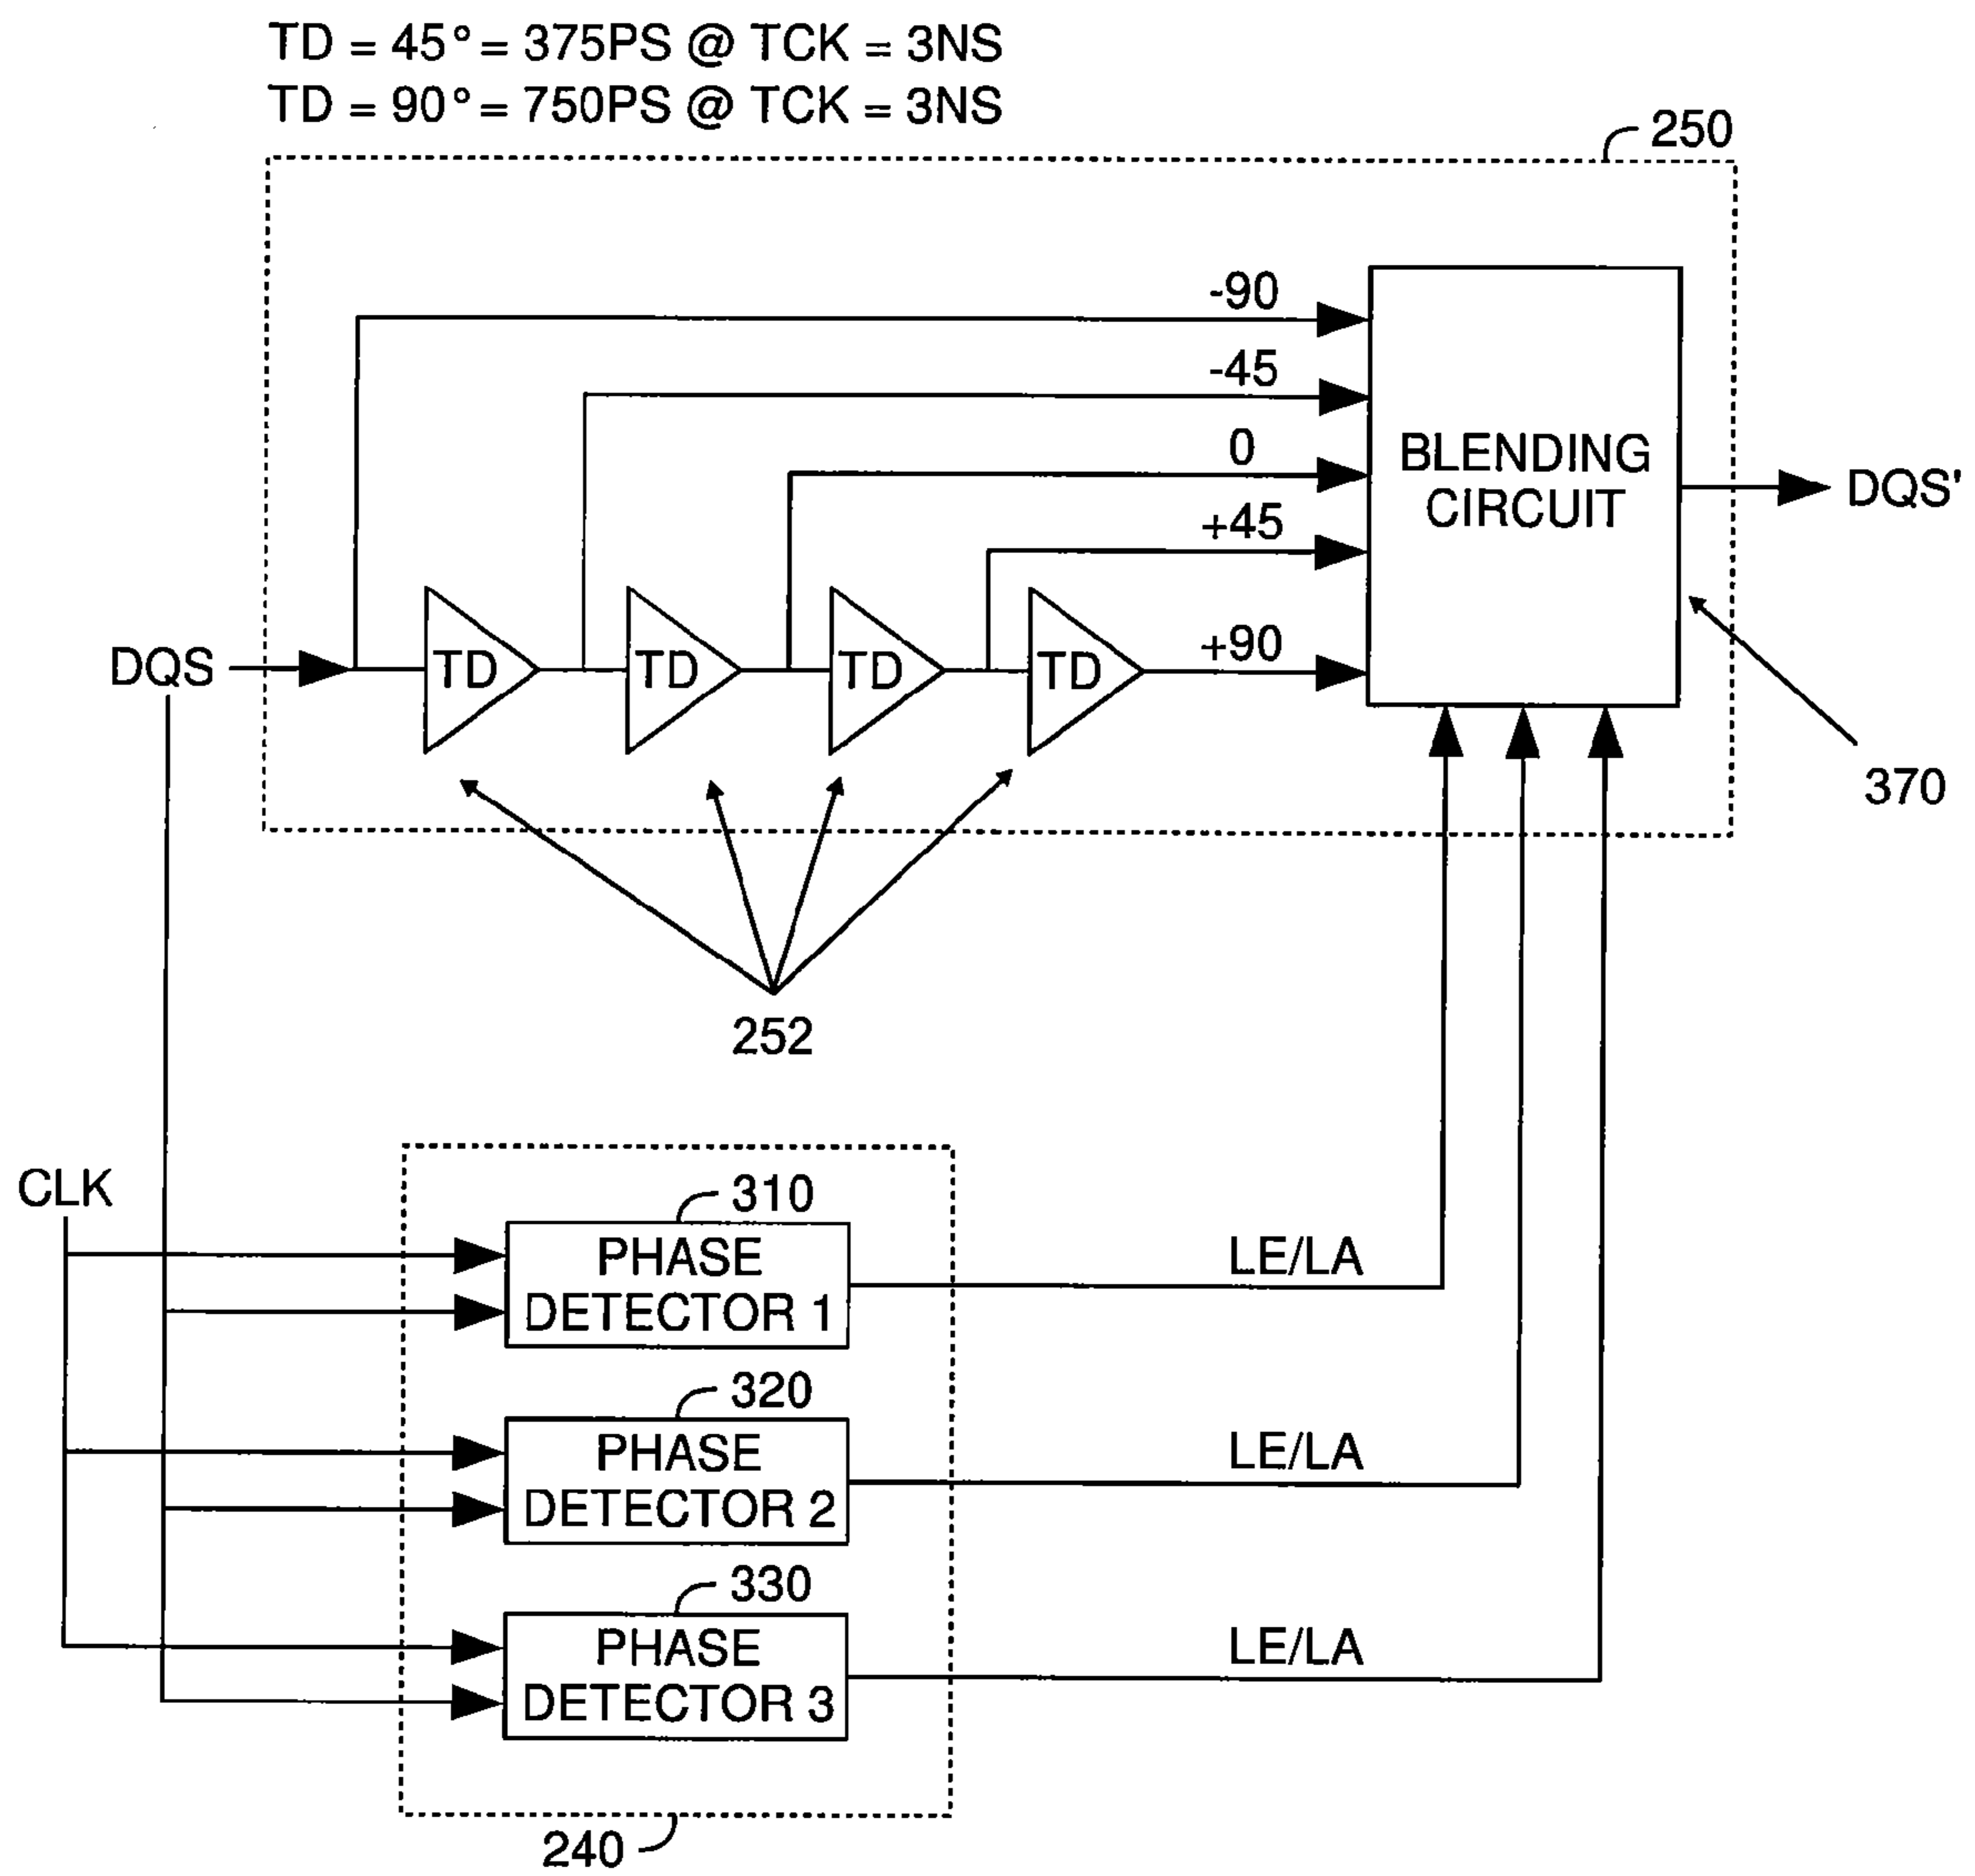 TD = 45° = 375PS @ TCK = 3NS
TD = 90° = 750PS @ TCK = 3NS
250
-90
-45
0
+45
+90
BLENDING
CIRCUIT
DQS'
DQS
TD
TD
TD
TD
370
252
CLK
310
PHASE
DETECTOR 1
LE/LA
320
PHASE
DETECTOR 2
LE/LA
330
PHASE
DETECTOR 3
LE/LA
240